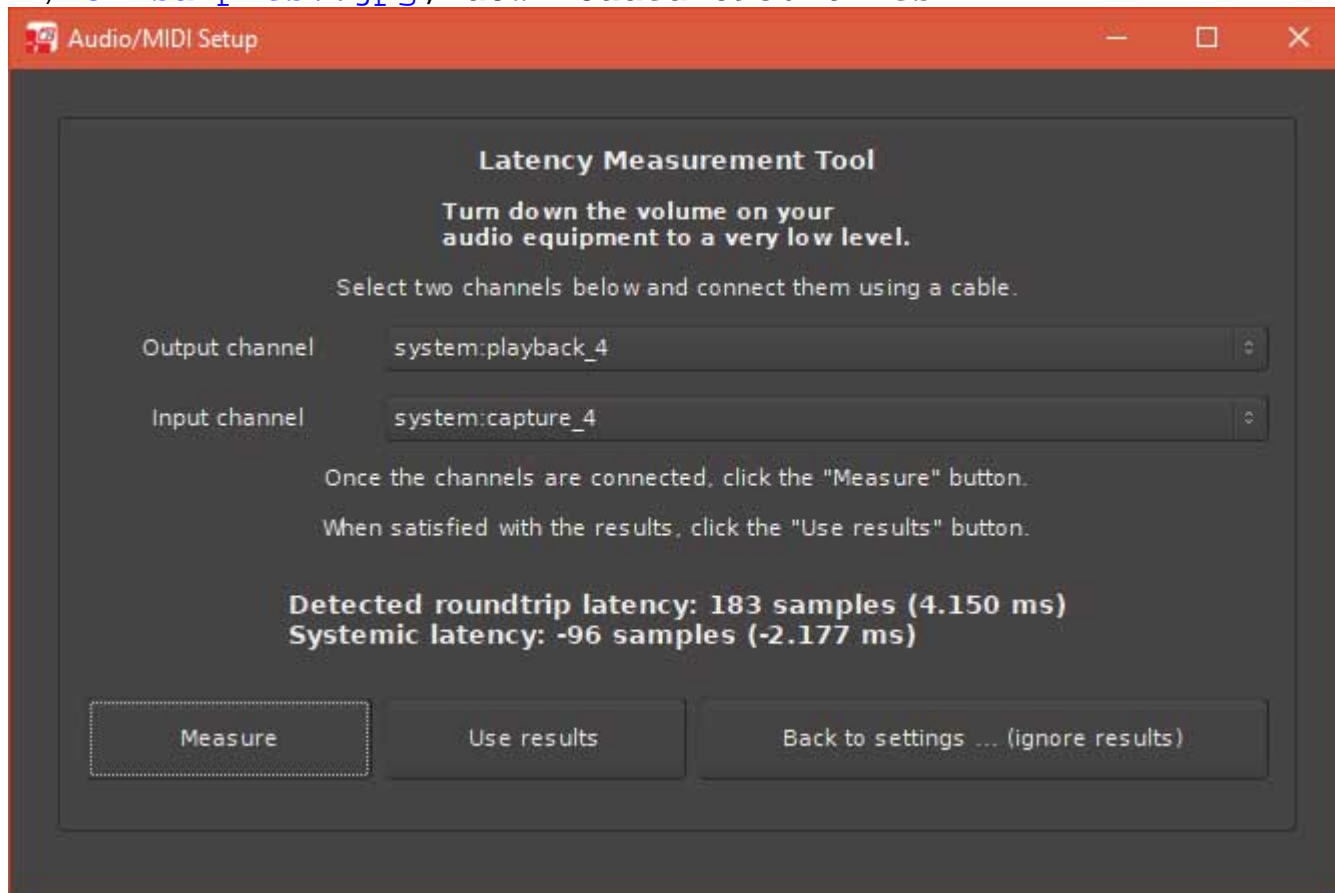 Audio/MIDI Setup
Latency Measurement Tool
Turn down the volume on your
audio equipment to a very low level.
Select two channels below and connect them using a cable.
Output channel system:playback_4
Input channel system:capture_4
Once the channels are connected, click the "Measure" button.
When satisfied with the results, click the "Use results" button.
Detected roundtrip latency: 183 samples (4.150 ms)
Systemic latency: -96 samples (-2.177 ms)
Measure Use results Back to settings ... (ignore results)